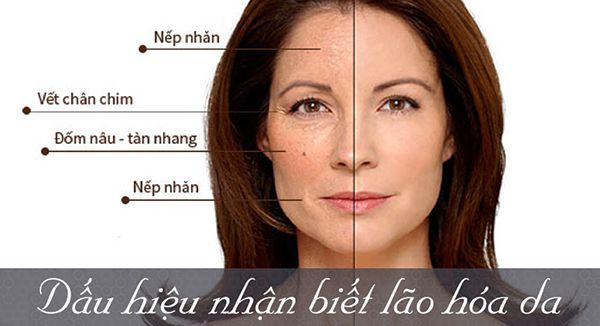 Nếp nhăn
Vết chân chim
Đốm nâu - tàn nhang
Nếp nhăn
Dấu hiệu nhận biết lão hóa da